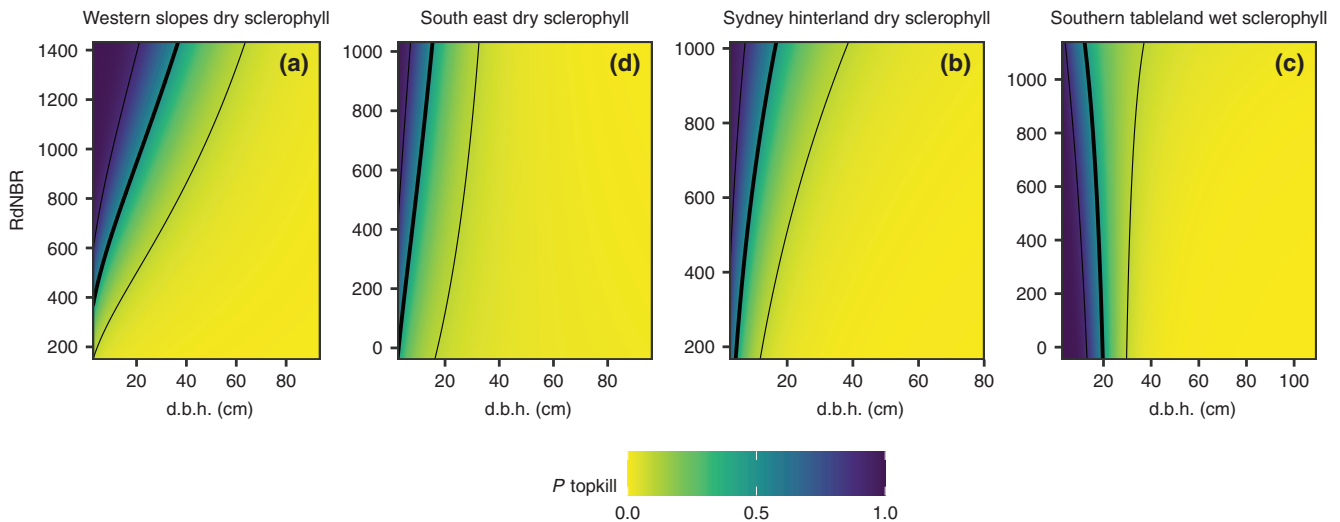 Western slopes dry sclerophyll
South east dry sclerophyll
Sydney hinterland dry sclerophyll
Southern tableland wet sclerophyll
(a)
(d)
(b)
(c)
RdNBR
1400
1200
1000
800
600
400
200
1000
800
600
400
200
0
1000
800
600
400
200
1000
800
600
400
200
0
20 40 60 80
20 40 60 80
20 40 60 80
20 40 60 80 100
d.b.h. (cm)
d.b.h. (cm)
d.b.h. (cm)
d.b.h. (cm)
P topkill
0.0 0.5 1.0